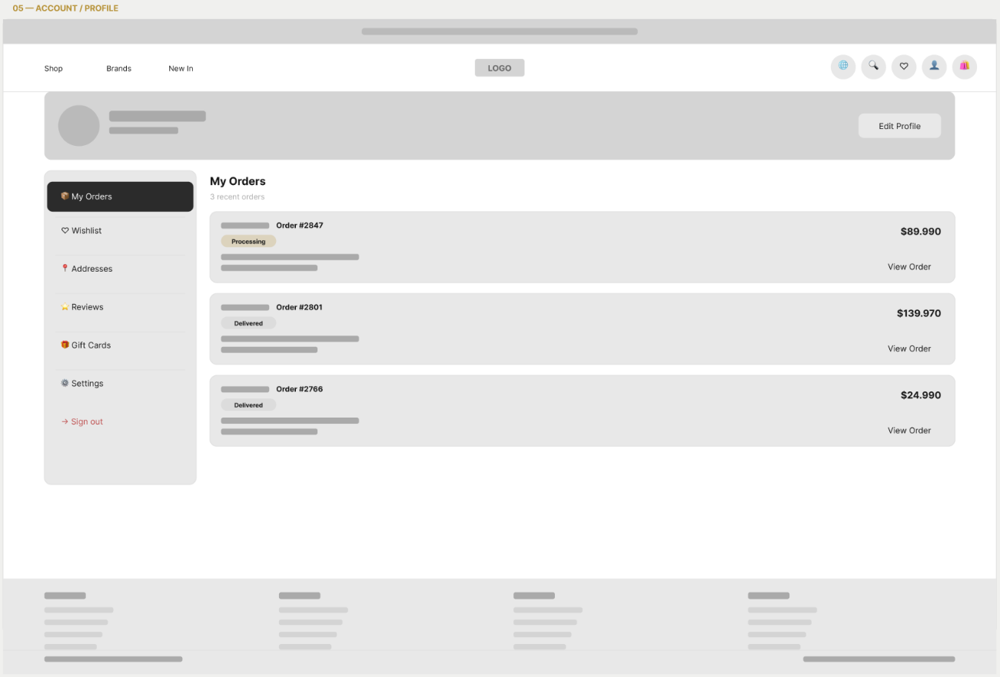 05 — ACCOUNT / PROFILE
Shop
Brands
New In
LOGO
Edit Profile
My Orders
Wishlist
Addresses
Reviews
Gift Cards
Settings
→ Sign out
My Orders
3 recent orders
Order #2847
Processing
$89.990
View Order
Order #2801
Delivered
$139.970
View Order
Order #2766
Delivered
$24.990
View Order